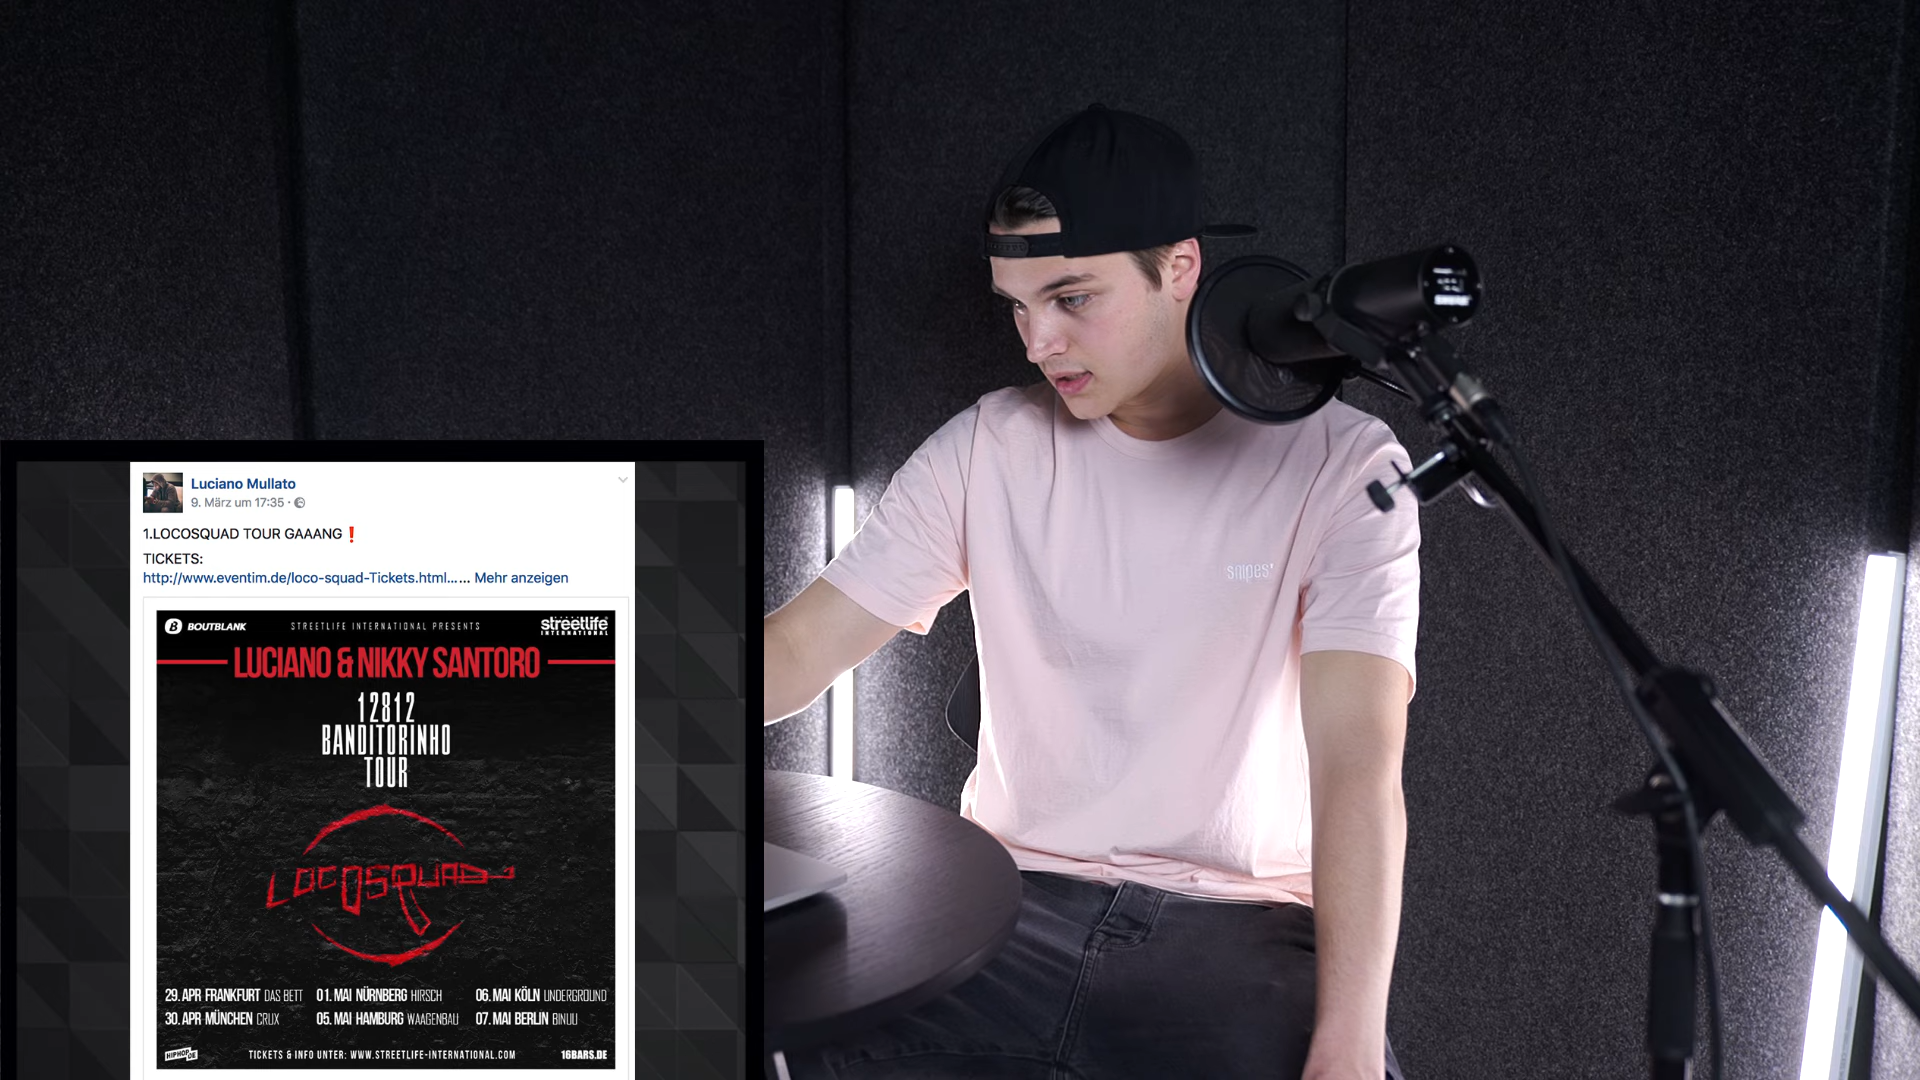 Luciano Mullato
9. März um 17:35 ·
1.LOCOSQUAD TOUR GAAANG❗
TICKETS:
http://www.eventim.de/loco-squad-Tickets.html...... Mehr anzeigen
B BOUTBLANK
STREETLIFE INTERNATIONAL PRESENTS
streetlife
INTERNATIONAL
LUCIANO & NIKKY SANTORO
12812
BANDITORINHO
TOUR
LOCOSQUAD
29. APR FRANKFURT DAS BETT
01. MAI NÜRNBERG HIRSCH
06. MAI KÖLN UNDERGROUND
30. APR MÜNCHEN CRUX
05. MAI HAMBURG WAAGENBAU
07. MAI BERLIN BINUU
HIPHOP.DE
TICKETS & INFO UNTER: WWW.STREETLIFE-INTERNATIONAL.COM
16BARS.DE
snipes'